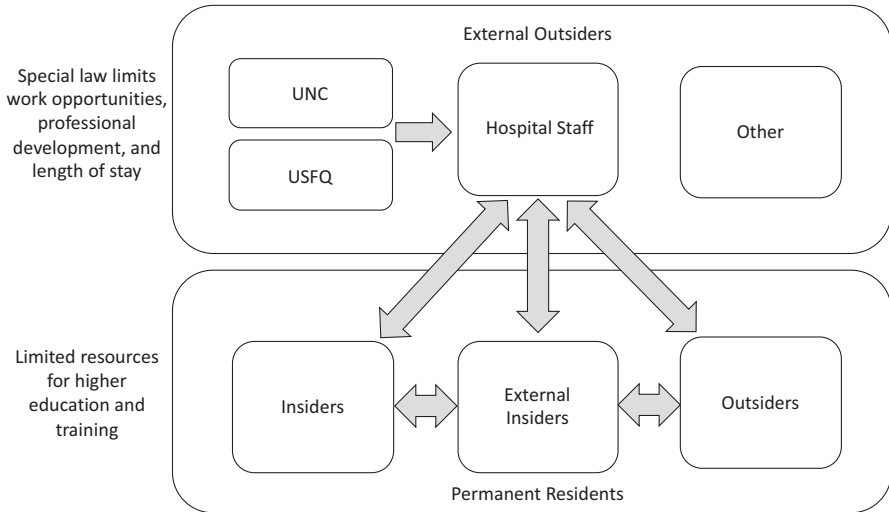 External Outsiders
Special law limits
work opportunities,
professional
development, and
length of stay
UNC
USFQ
Hospital Staff
Other
Limited resources
for higher
education and
training
Insiders
External
Insiders
Outsiders
Permanent Residents